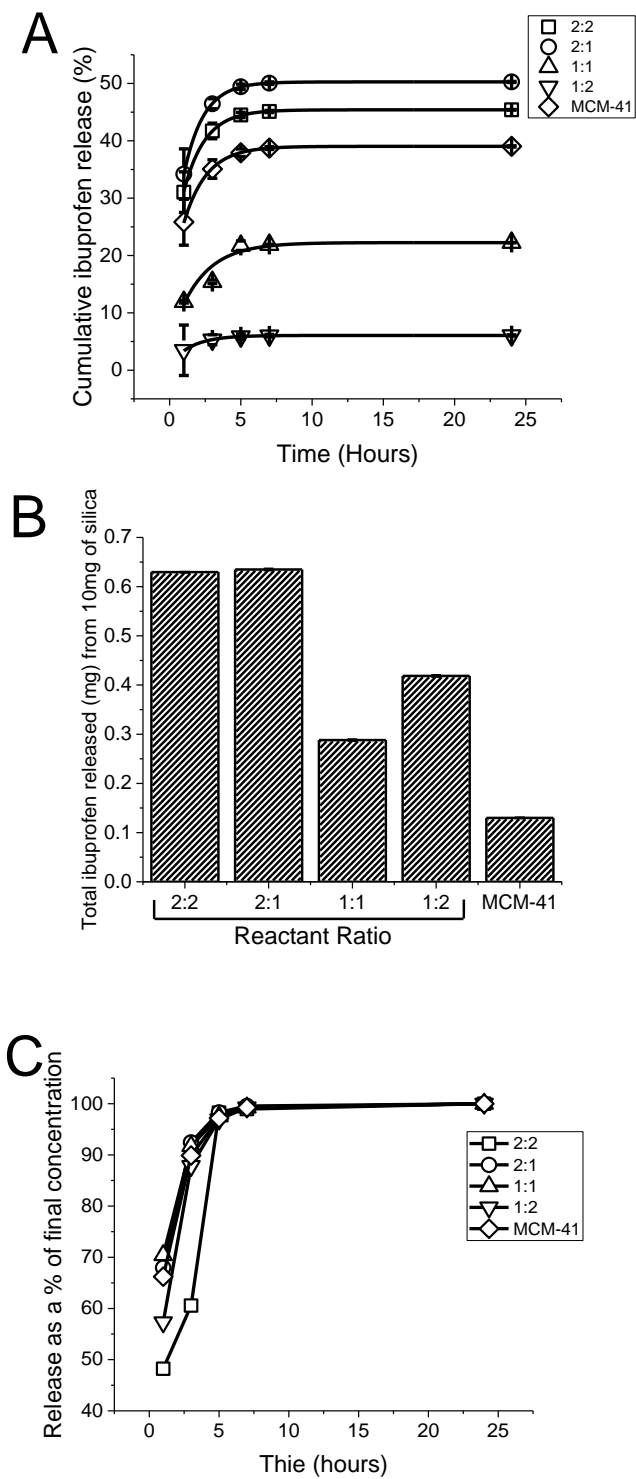 A
2:2
2:1
1:1
1:2
MCM-41
Cumulative ibuprofen release (%)
50
40
30
20
10
0
0 5 10 15 20 25
Time (Hours)
B
Total ibuprofen released (mg) from 10mg of silica
0.7
0.6
0.5
0.4
0.3
0.2
0.1
0.0
2:2 2:1 1:1 1:2 MCM-41
Reactant Ratio
C
Release as a % of final concentration
100
90
80
70
60
50
40
2:2
2:1
1:1
1:2
MCM-41
0 5 10 15 20 25
Thie (hours)